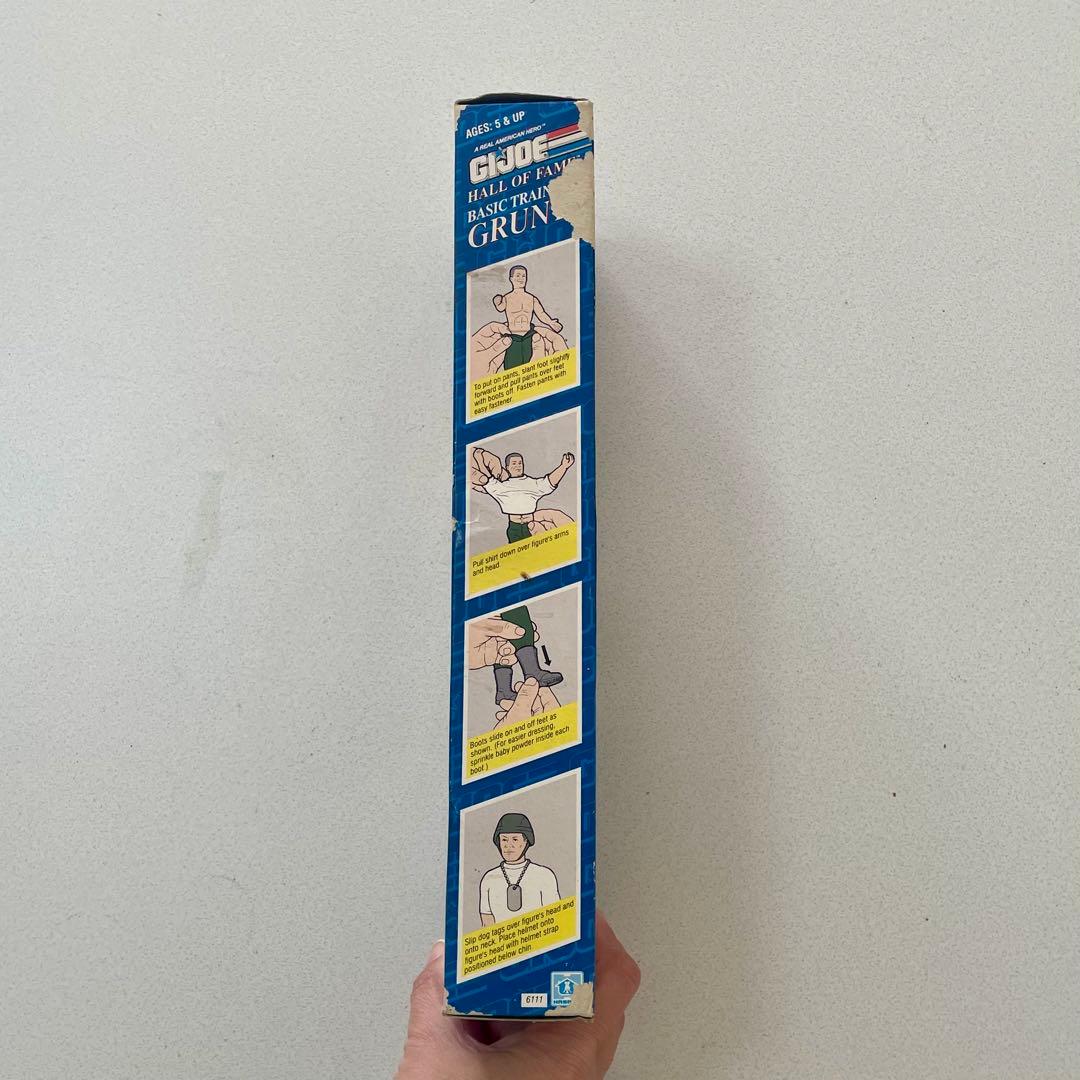 AGES: 5 & UP
A REAL AMERICAN HERO™
GIJOE
HALL OF FAME
BASIC TRAIN
GRUN
To put on pants, slant foot slightly
forward and pull pants over feet
with boots off. Fasten pants with
easy fastener.
Pull shirt down over figure's arms
and head.
Boots slide on and off feet as
shown. (For easier dressing,
sprinkle baby powder inside each
boot.)
Slip dog tags over figure's head and
onto neck. Place helmet onto
figure's head with helmet strap
positioned below chin.
6111